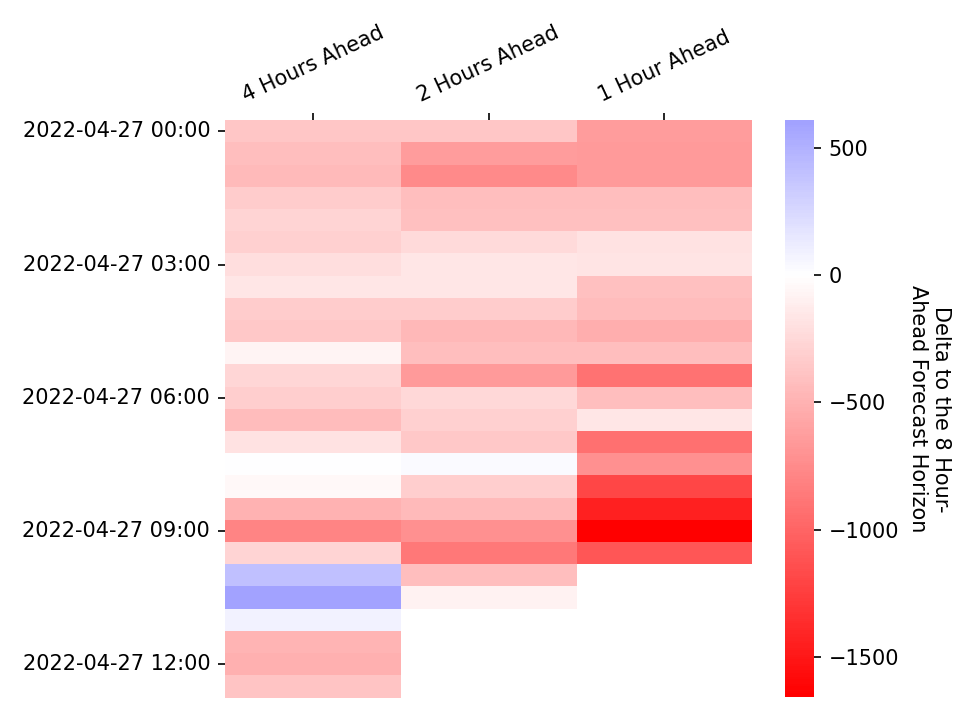 4 Hours Ahead
2 Hours Ahead
1 Hour Ahead
2022-04-27 00:00
2022-04-27 03:00
2022-04-27 06:00
2022-04-27 09:00
2022-04-27 12:00
500
0
−500
−1000
−1500
Delta to the 8 Hour-
Ahead Forecast Horizon